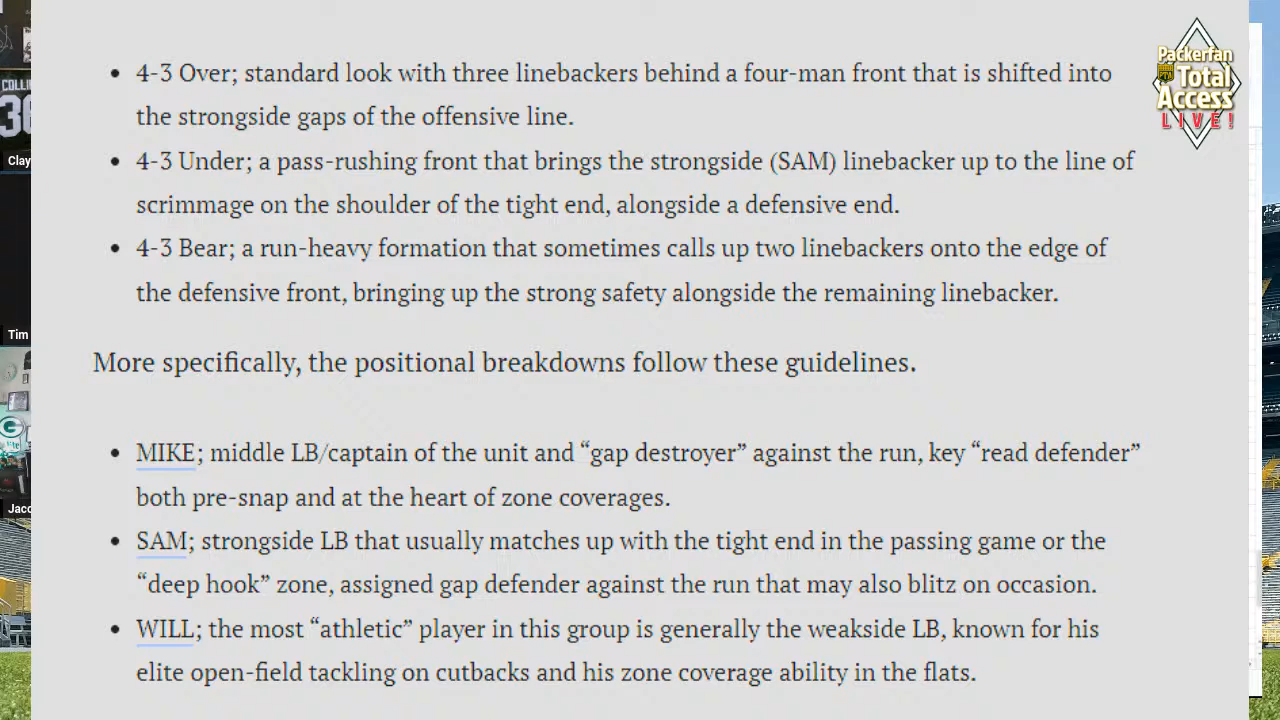 4-3 Over; standard look with three linebackers behind a four-man front that is shifted into
the strongside gaps of the offensive line.
4-3 Under; a pass-rushing front that brings the strongside (SAM) linebacker up to the line of
scrimmage on the shoulder of the tight end, alongside a defensive end.
4-3 Bear; a run-heavy formation that sometimes calls up two linebackers onto the edge of
the defensive front, bringing up the strong safety alongside the remaining linebacker.
More specifically, the positional breakdowns follow these guidelines.
MIKE; middle LB/captain of the unit and “gap destroyer” against the run, key “read defender”
both pre-snap and at the heart of zone coverages.
SAM; strongside LB that usually matches up with the tight end in the passing game or the
“deep hook” zone, assigned gap defender against the run that may also blitz on occasion.
WILL; the most “athletic” player in this group is generally the weakside LB, known for his
elite open-field tackling on cutbacks and his zone coverage ability in the flats.
Packerfan
Total
Access
LIVE!
COLLI
36
Clay
Tim
G
Jaco